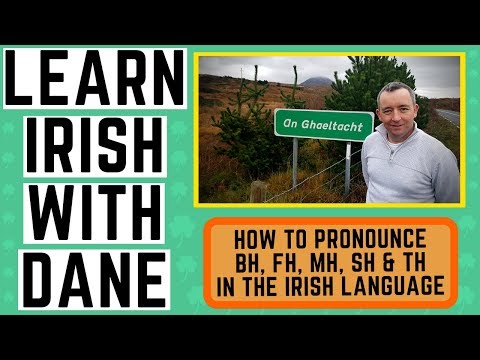 LEARN
IRISH
WITH
DANE
An Ghaeltacht
HOW TO PRONOUNCE
BH, FH, MH, SH & TH
IN THE IRISH LANGUAGE